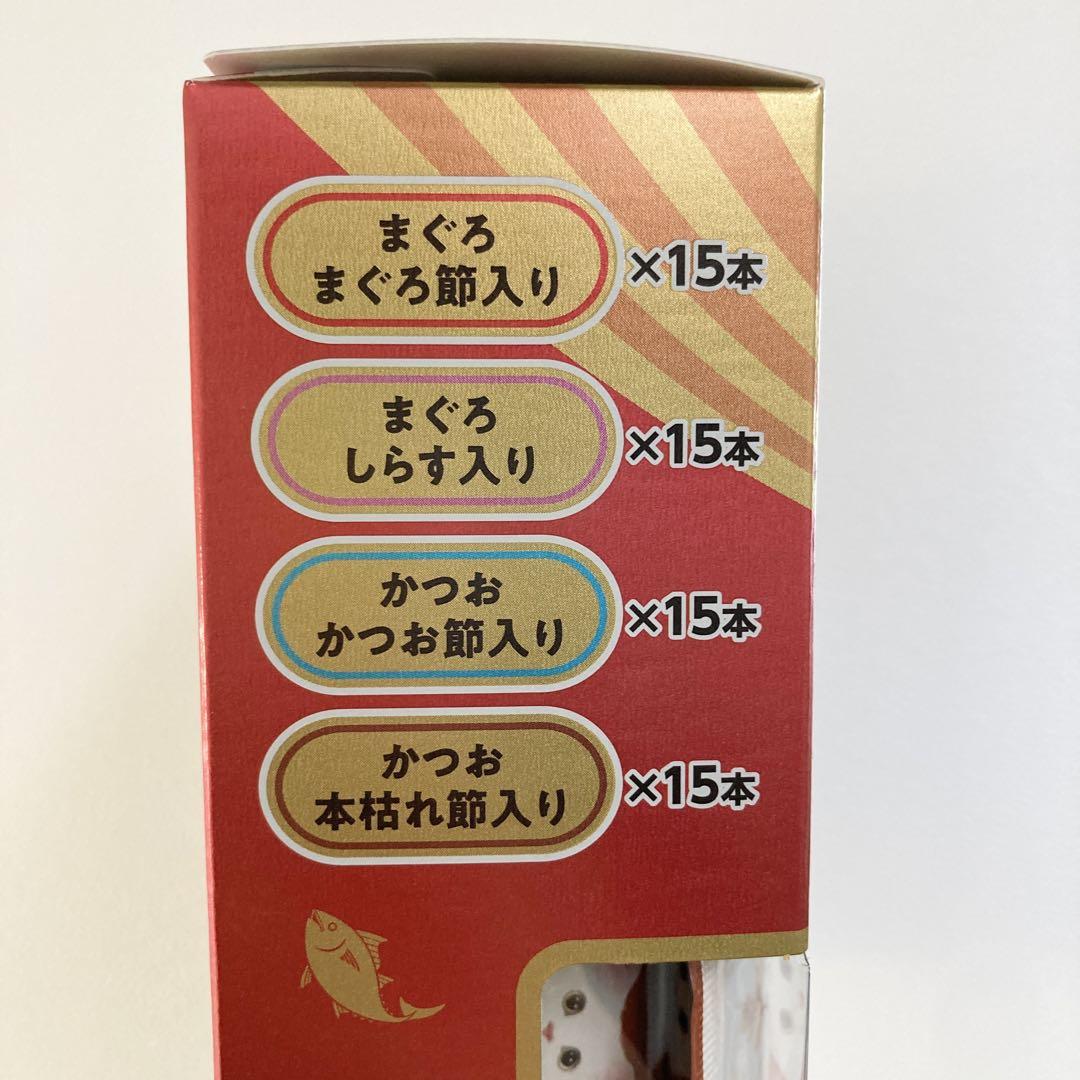 まぐろ
まぐろ節入り
×15本
まぐろ
しらす入り
×15本
かつお
かつお節入り
×15本
かつお
本枯れ節入り
×15本